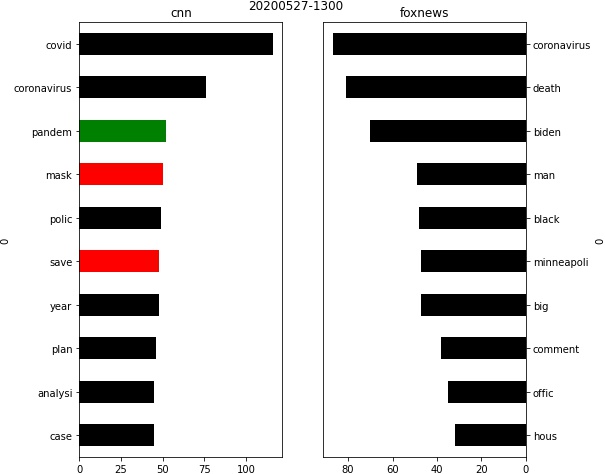 20200527-1300
cnn
foxnews
covid
coronavirus
pandem
mask
polic
save
year
plan
analysi
case
0
0 25 50 75 100
coronavirus
death
biden
man
black
minneapoli
big
comment
offic
hous
0
80 60 40 20 0